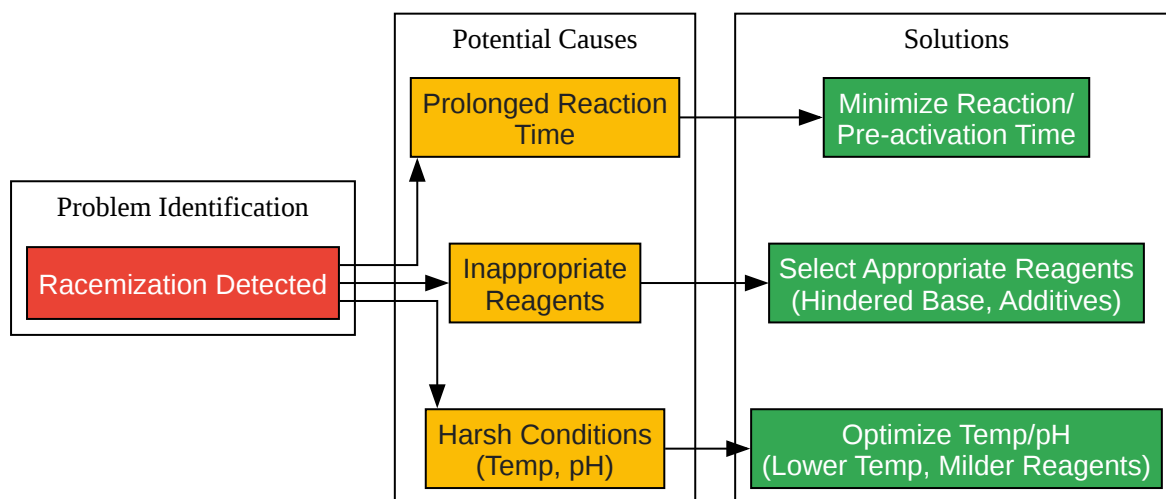 Potential Causes
Solutions
Prolonged Reaction
Time
Minimize Reaction/
Pre-activation Time
Problem Identification
Racemization Detected
Inappropriate
Reagents
Select Appropriate Reagents
(Hindered Base, Additives)
Harsh Conditions
(Temp, pH)
Optimize Temp/pH
(Lower Temp, Milder Reagents)